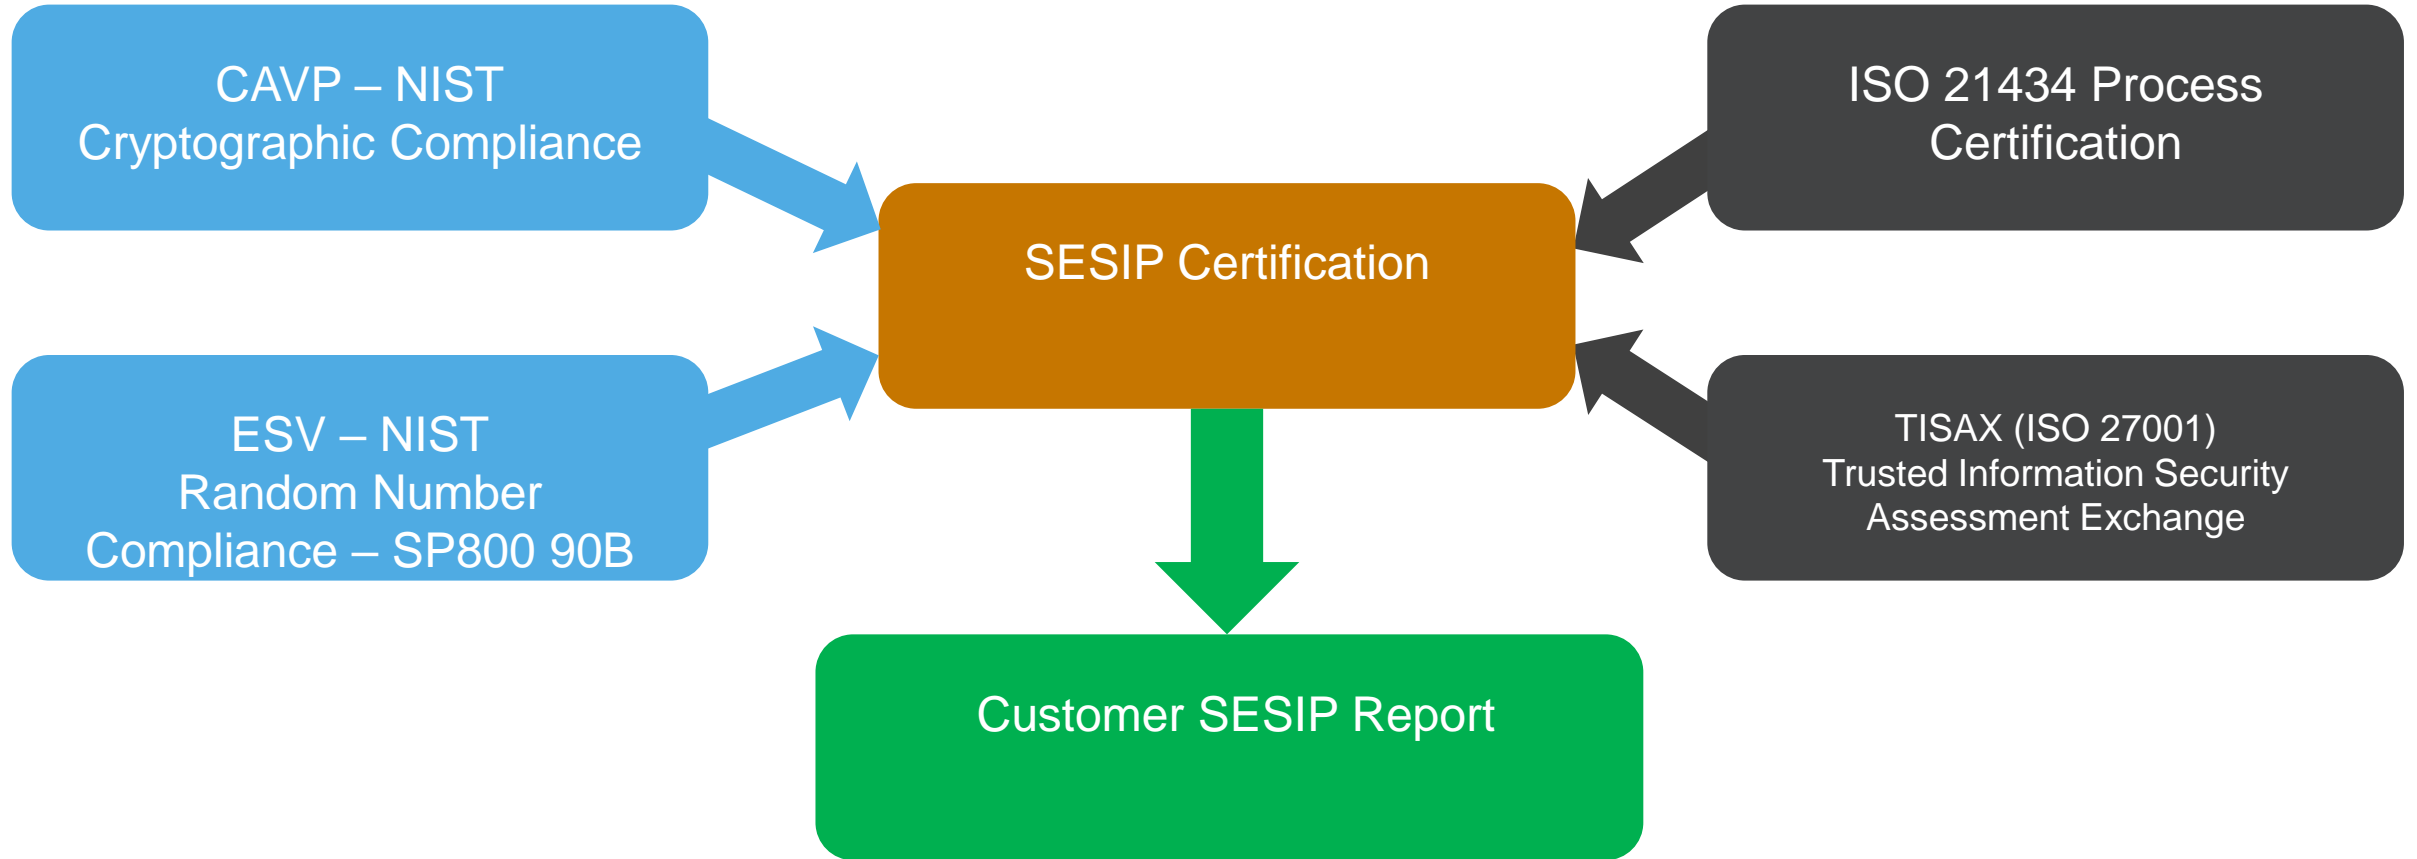 CAVP – NIST
Cryptographic Compliance
ISO 21434 Process
Certification
SESIP Certification
ESV – NIST
Random Number
Compliance – SP800 90B
TISAX (ISO 27001)
Trusted Information Security
Assessment Exchange
Customer SESIP Report